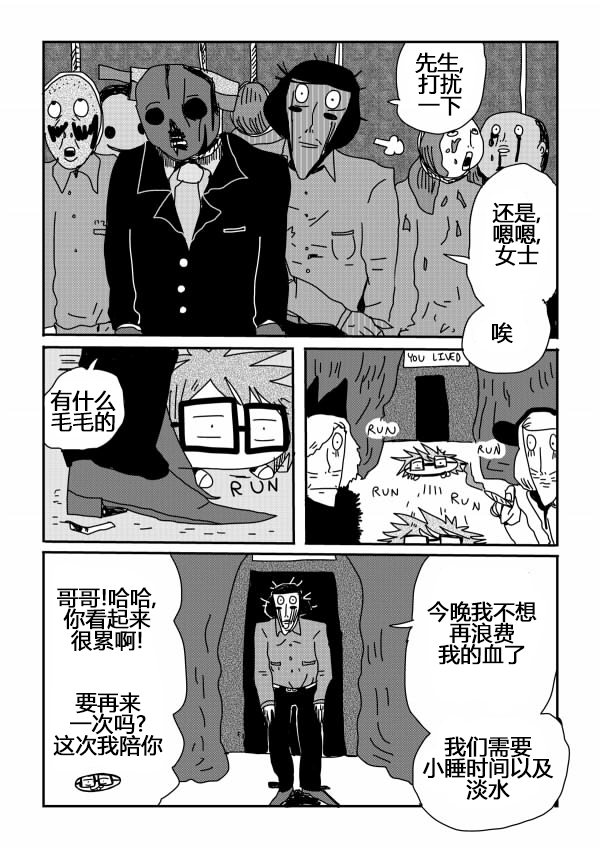 先生,
打扰
一下
还是,
嗯嗯,
女士
唉
有什么
毛毛的
RUN
YOU LIVED
RUN
RUN
RUN
RUN
哥哥!哈哈,
你看起来
很累啊!
要再来
一次吗?
这次我陪你
今晚我不想
再浪费
我的血了
我们需要
小睡时间以及
淡水